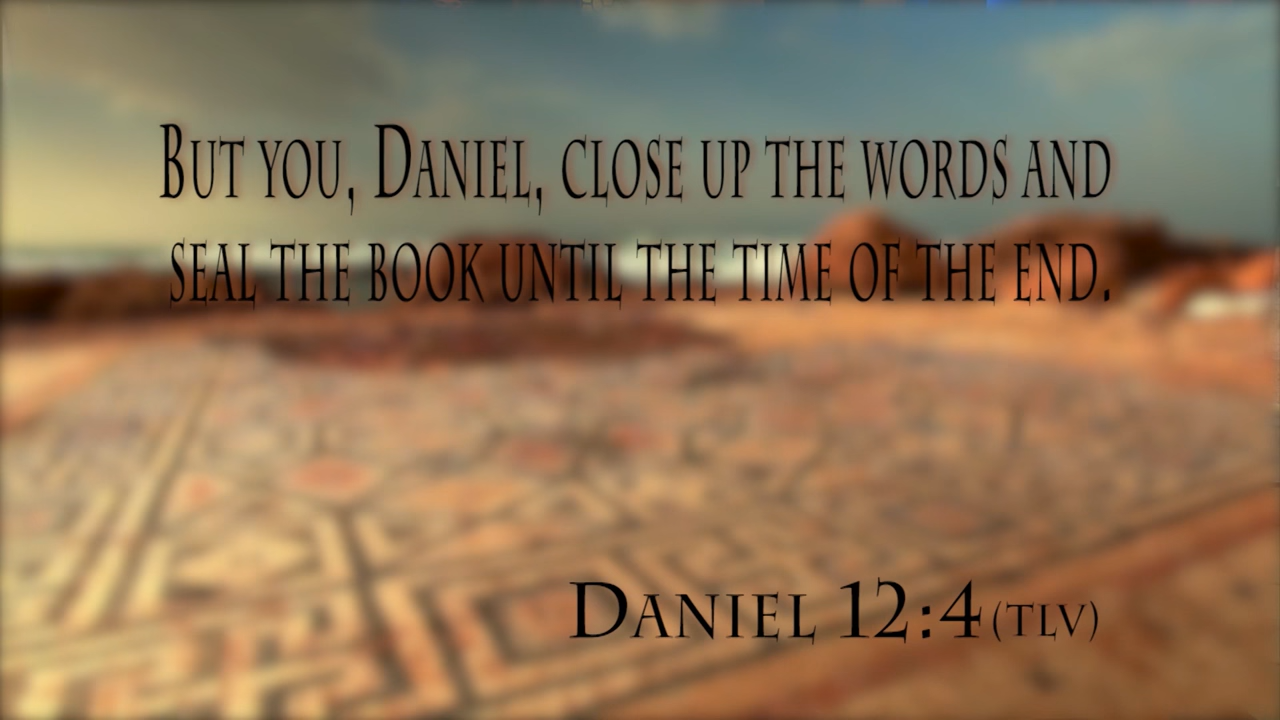 But you, Daniel, close up the words and
seal the book until the time of the end.
Daniel 12:4 (TLV)